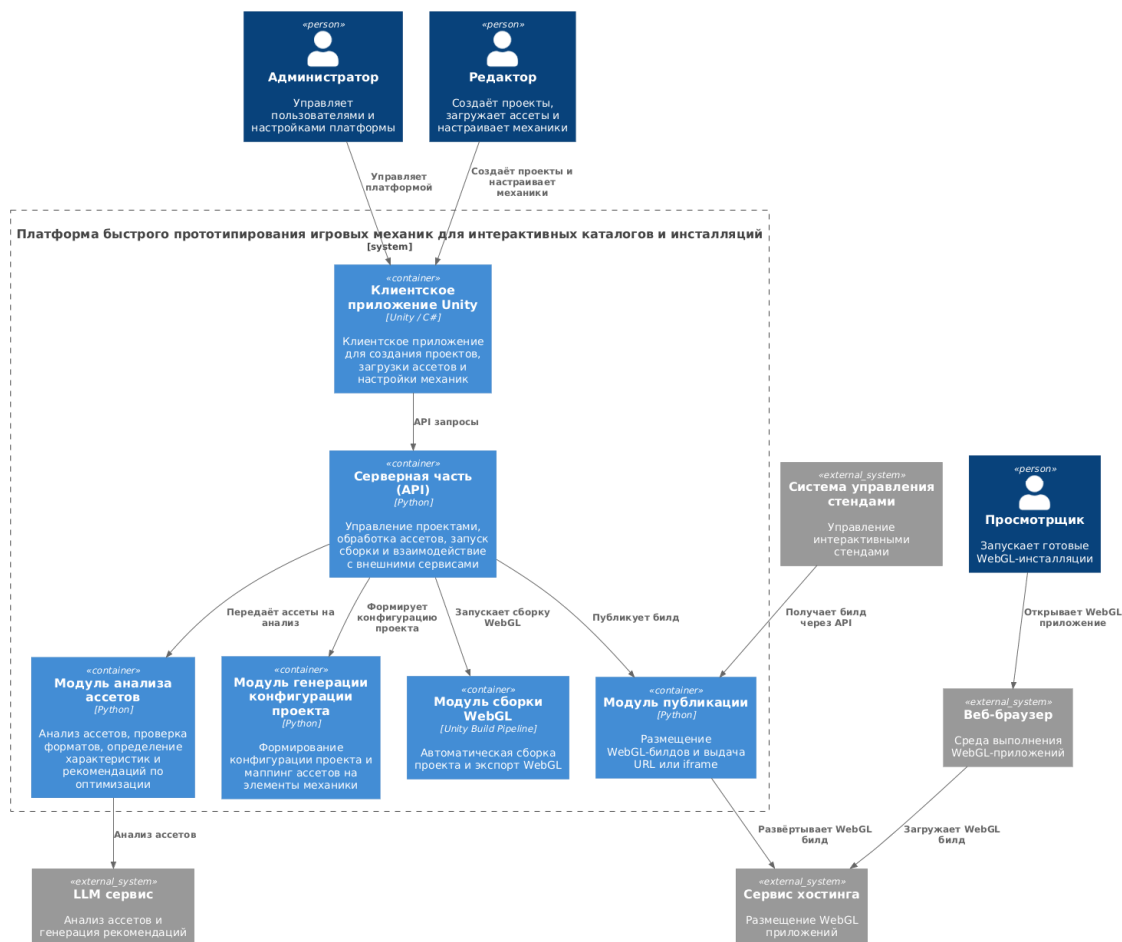 «person»
Администратор
Управляет
пользователями и
настройками платформы
«person»
Редактор
Создаёт проекты,
загружает ассеты и
настраивает механики
Управляет
платформой
Создаёт проекты и
настраивает
механики
Платформа быстрого прототипирования игровых механик для интерактивных каталогов и инсталляций
[system]
«container»
Клиентское
приложение Unity
[Unity / C#]
Клиентское приложение
для создания проектов,
загрузки ассетов и
настройки механик
API запросы
«container»
Серверная часть
(API)
[Python]
Управление проектами,
обработка ассетов, запуск
сборки и взаимодействие
с внешними сервисами
«external_system»
Система управления
стендами
Управление
интерактивными
стендами
«person»
Просмотрщик
Запускает готовые
WebGL-инсталляции
Передаёт ассеты на
анализ
Формирует
конфигурацию
проекта
Запускает сборку
WebGL
Публикует билд
Получает билд
через API
Открывает WebGL
приложение
«container»
Модуль анализа
ассетов
[Python]
Анализ ассетов, проверка
форматов, определение
характеристик и
рекомендаций по
оптимизации
«container»
Модуль генерации
конфигурации
проекта
[Python]
Формирование
конфигурации проекта и
маппинг ассетов на
элементы механики
«container»
Модуль сборки
WebGL
[Unity Build Pipeline]
Автоматическая сборка
проекта и экспорт WebGL
«container»
Модуль публикации
[Python]
Размещение
WebGL-билдов и выдача
URL или iframe
«external_system»
Веб-браузер
Среда выполнения
WebGL-приложений
Анализ ассетов
Развёртывает WebGL
билд
Загружает WebGL
билд
«external_system»
LLM сервис
Анализ ассетов и
генерация рекомендаций
«external_system»
Сервис хостинга
Размещение WebGL
приложений